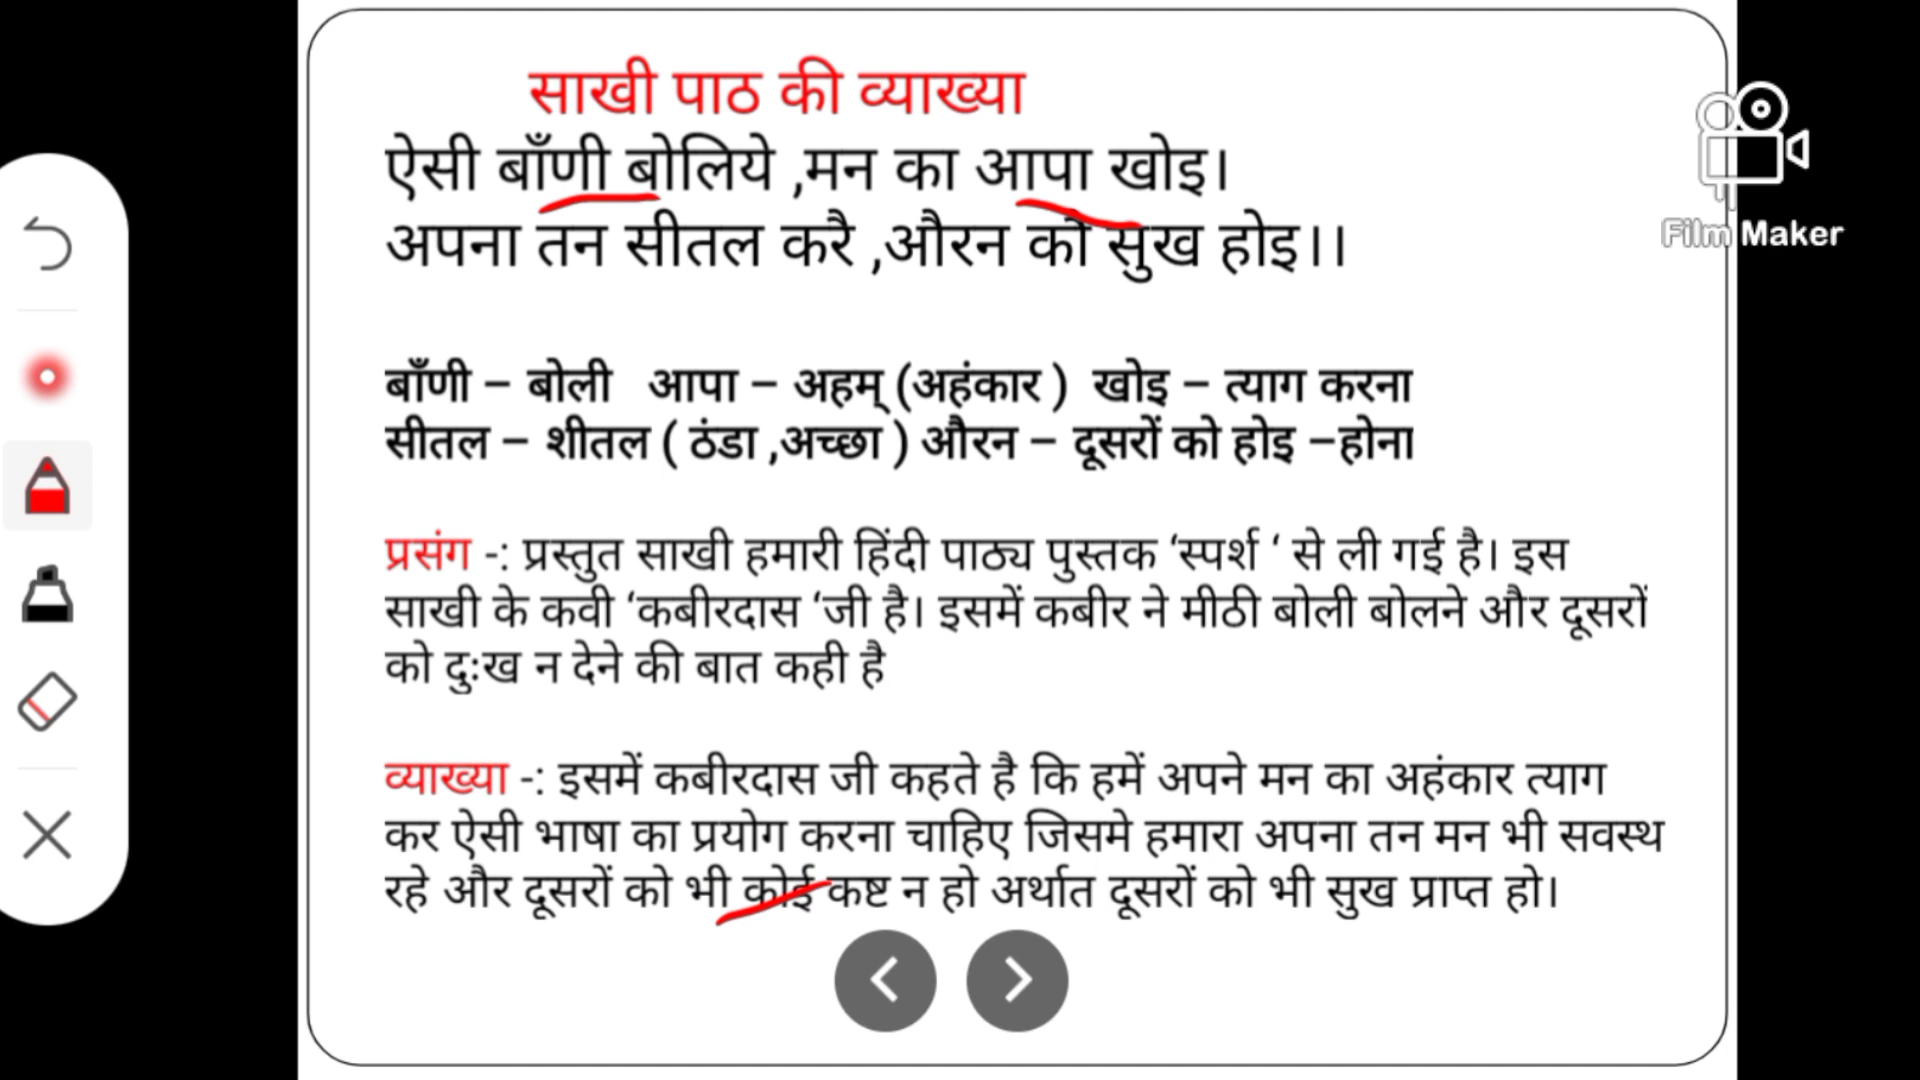 साखी पाठ की व्याख्या
ऐसी बाँणी बोलिये ,मन का आपा खोइ।
अपना तन सीतल करै ,औरन को सुख होइ।।
Film Maker
बाँणी – बोली आपा – अहम् (अहंकार ) खोइ – त्याग करना
सीतल – शीतल ( ठंडा ,अच्छा ) औरन – दूसरों को होइ –होना
प्रसंग -: प्रस्तुत साखी हमारी हिंदी पाठ्य पुस्तक ‘स्पर्श ‘ से ली गई है। इस
साखी के कवी ‘कबीरदास ‘जी है। इसमें कबीर ने मीठी बोली बोलने और दूसरों
को दुःख न देने की बात कही है
व्याख्या -: इसमें कबीरदास जी कहते है कि हमें अपने मन का अहंकार त्याग
कर ऐसी भाषा का प्रयोग करना चाहिए जिसमे हमारा अपना तन मन भी सवस्थ
रहे और दूसरों को भी कोई कष्ट न हो अर्थात दूसरों को भी सुख प्राप्त हो।